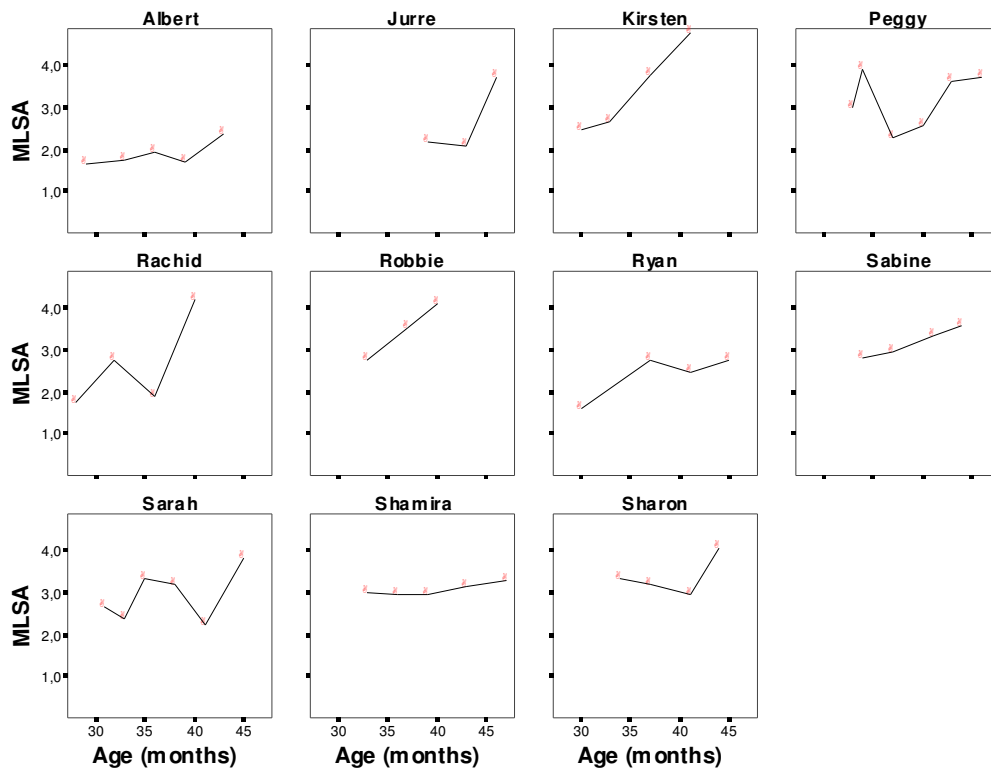 Albert Jurre Kirsten Peggy
MLSA
4,0
3,0
2,0
1,0
Rachid Robbie Ryan Sabine
MLSA
4,0
3,0
2,0
1,0
Sarah Shamira Sharon
MLSA
4,0
3,0
2,0
1,0
30 35 40 45 30 35 40 45 30 35 40 45
Age (months) Age (months) Age (months)